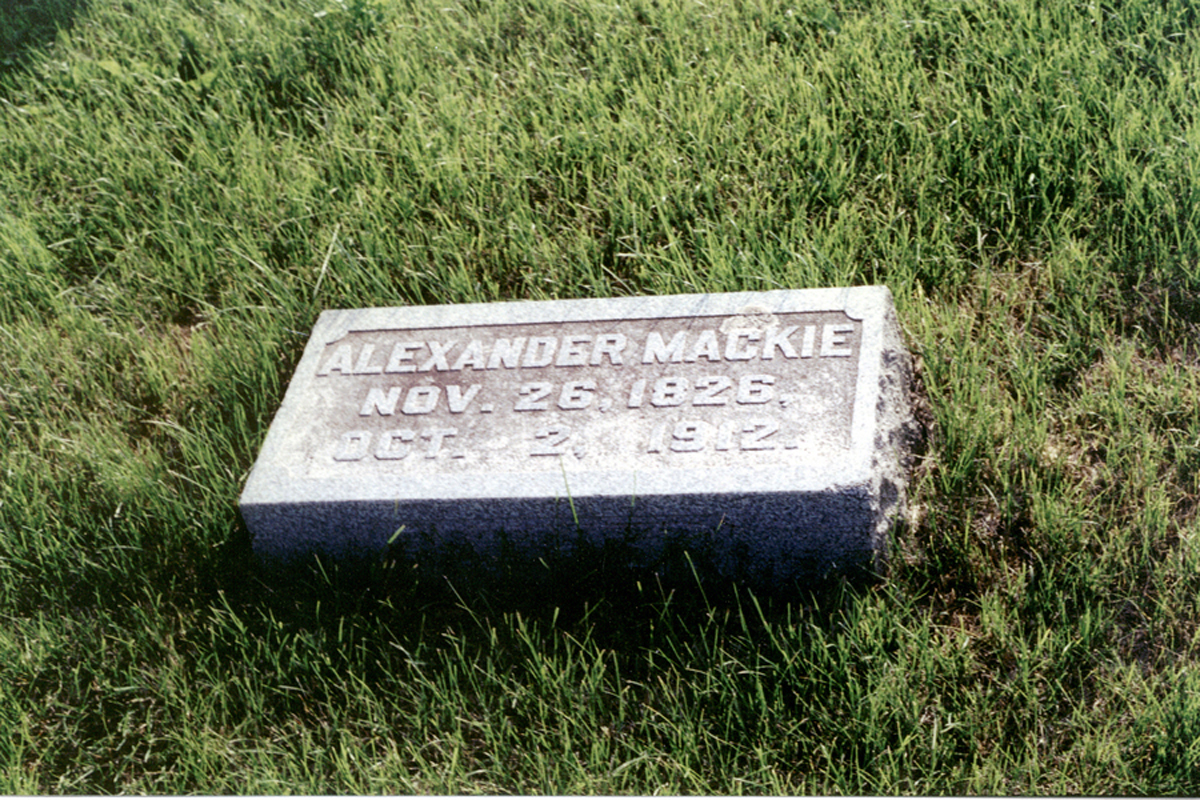 ALEXANDER MACKIE
NOV. 26, 1826.
OCT. 2, 1912.